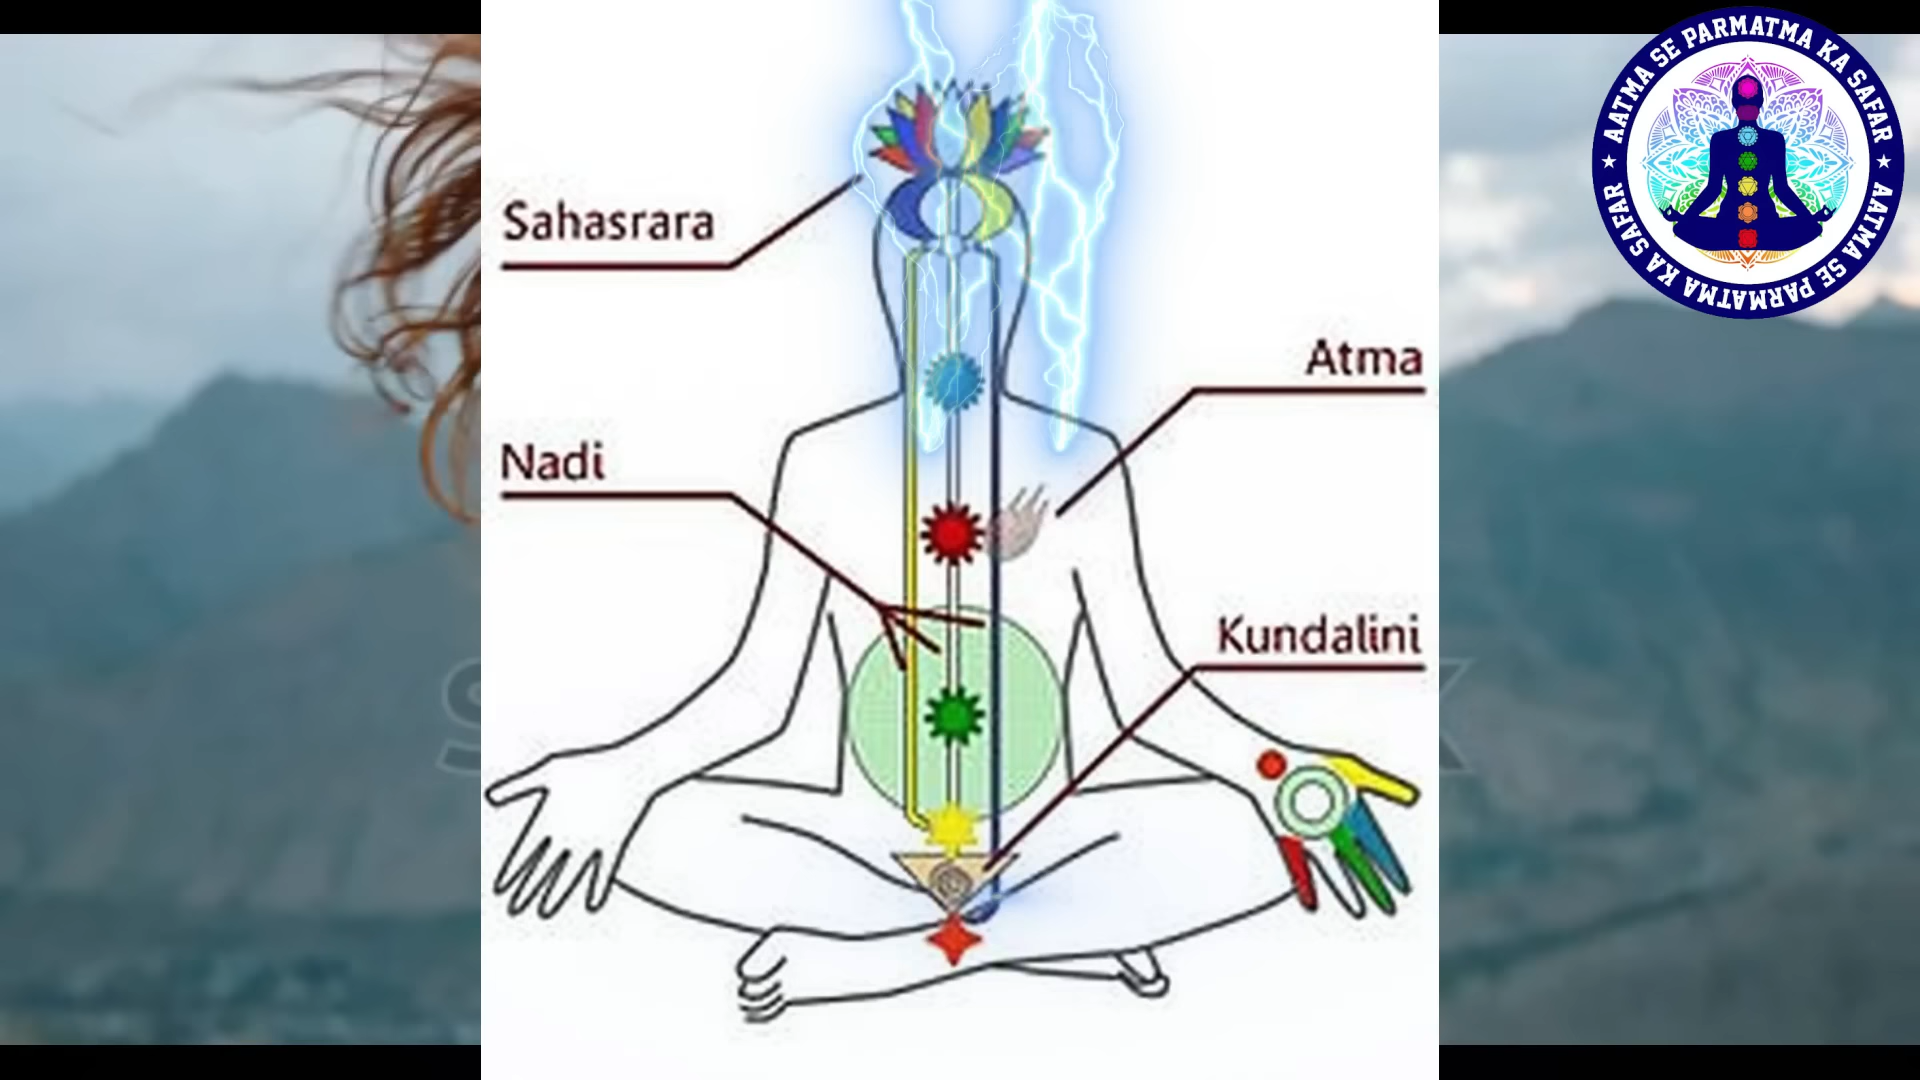 AATMA SE PARMATMA KA SAFAR
AATMA SE PARMATMA KA SAFAR
Sahasrara
Atma
Nadi
Kundalini